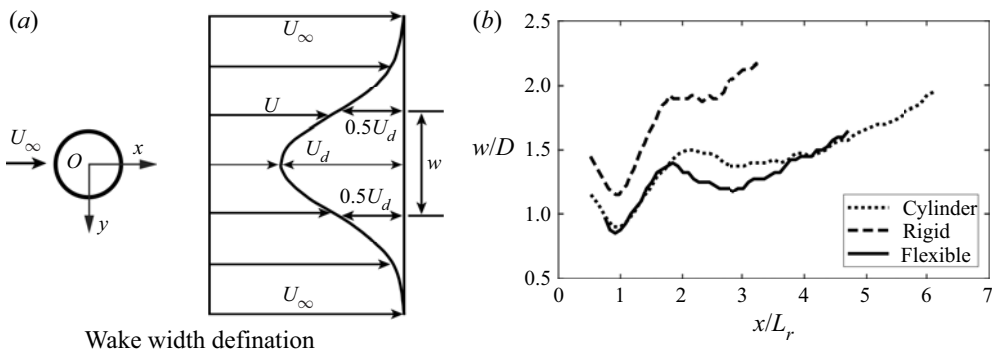 (a)
U∞
U
0.5U_d
U∞
O
x
U_d
w
y
0.5U_d
U∞
Wake width defination
(b)
2.5
2.0
w/D
1.5
1.0
0.5
Cylinder
Rigid
Flexible
0 1 2 3 4 5 6 7
x/L_r